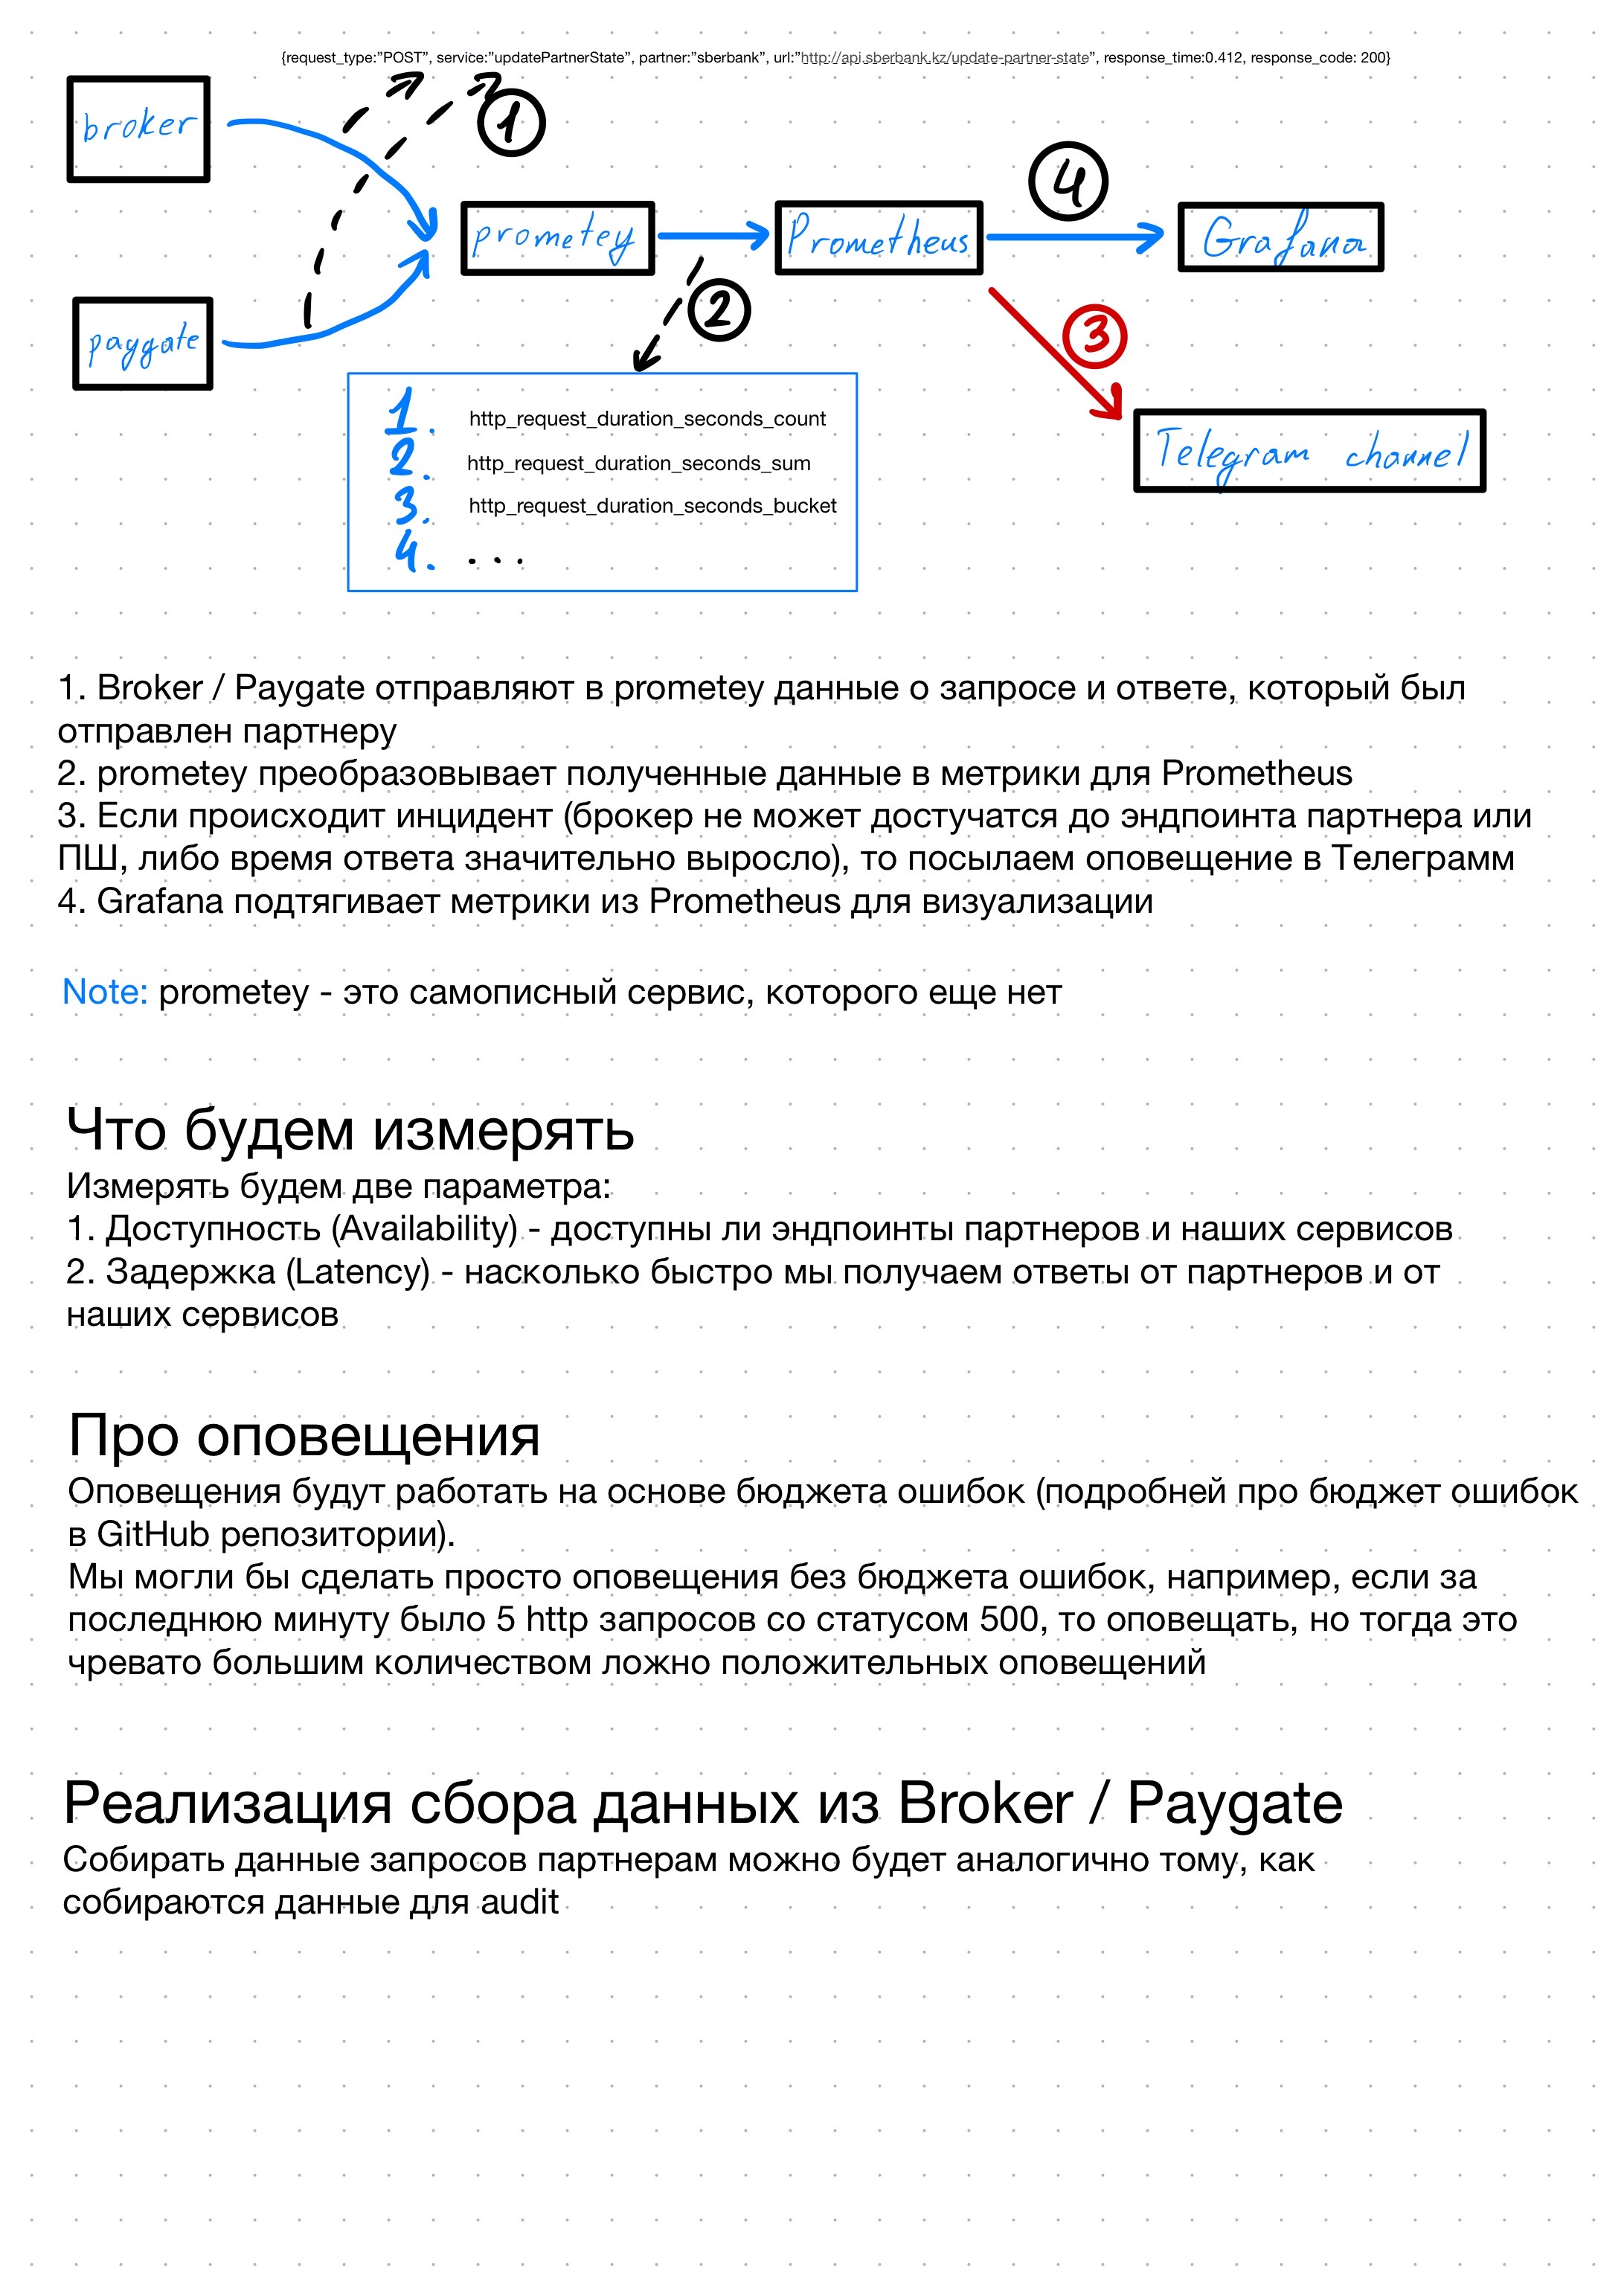 {request_type:”POST”, service:”updatePartnerState”, partner:”sberbank”, url:”http://api.sberbank.kz/update-partner-state”, response_time:0.412, response_code: 200}
broker
1
4
prometey
Prometheus
Grafana
2
3
paygate
1. http_request_duration_seconds_count
2. http_request_duration_seconds_sum
3. http_request_duration_seconds_bucket
4. ...
Telegram channel
1. Broker / Paygate отправляют в prometey данные о запросе и ответе, который был
отправлен партнеру
2. prometey преобразовывает полученные данные в метрики для Prometheus
3. Если происходит инцидент (брокер не может достучатся до эндпоинта партнера или
ПШ, либо время ответа значительно выросло), то посылаем оповещение в Телеграмм
4. Grafana подтягивает метрики из Prometheus для визуализации
Note: prometey - это самописный сервис, которого еще нет
Что будем измерять
Измерять будем две параметра:
1. Доступность (Availability) - доступны ли эндпоинты партнеров и наших сервисов
2. Задержка (Latency) - насколько быстро мы получаем ответы от партнеров и от
наших сервисов
Про оповещения
Оповещения будут работать на основе бюджета ошибок (подробней про бюджет ошибок
в GitHub репозитории).
Мы могли бы сделать просто оповещения без бюджета ошибок, например, если за
последнюю минуту было 5 http запросов со статусом 500, то оповещать, но тогда это
чревато большим количеством ложно положительных оповещений
Реализация сбора данных из Broker / Paygate
Собирать данные запросов партнерам можно будет аналогично тому, как
собираются данные для audit